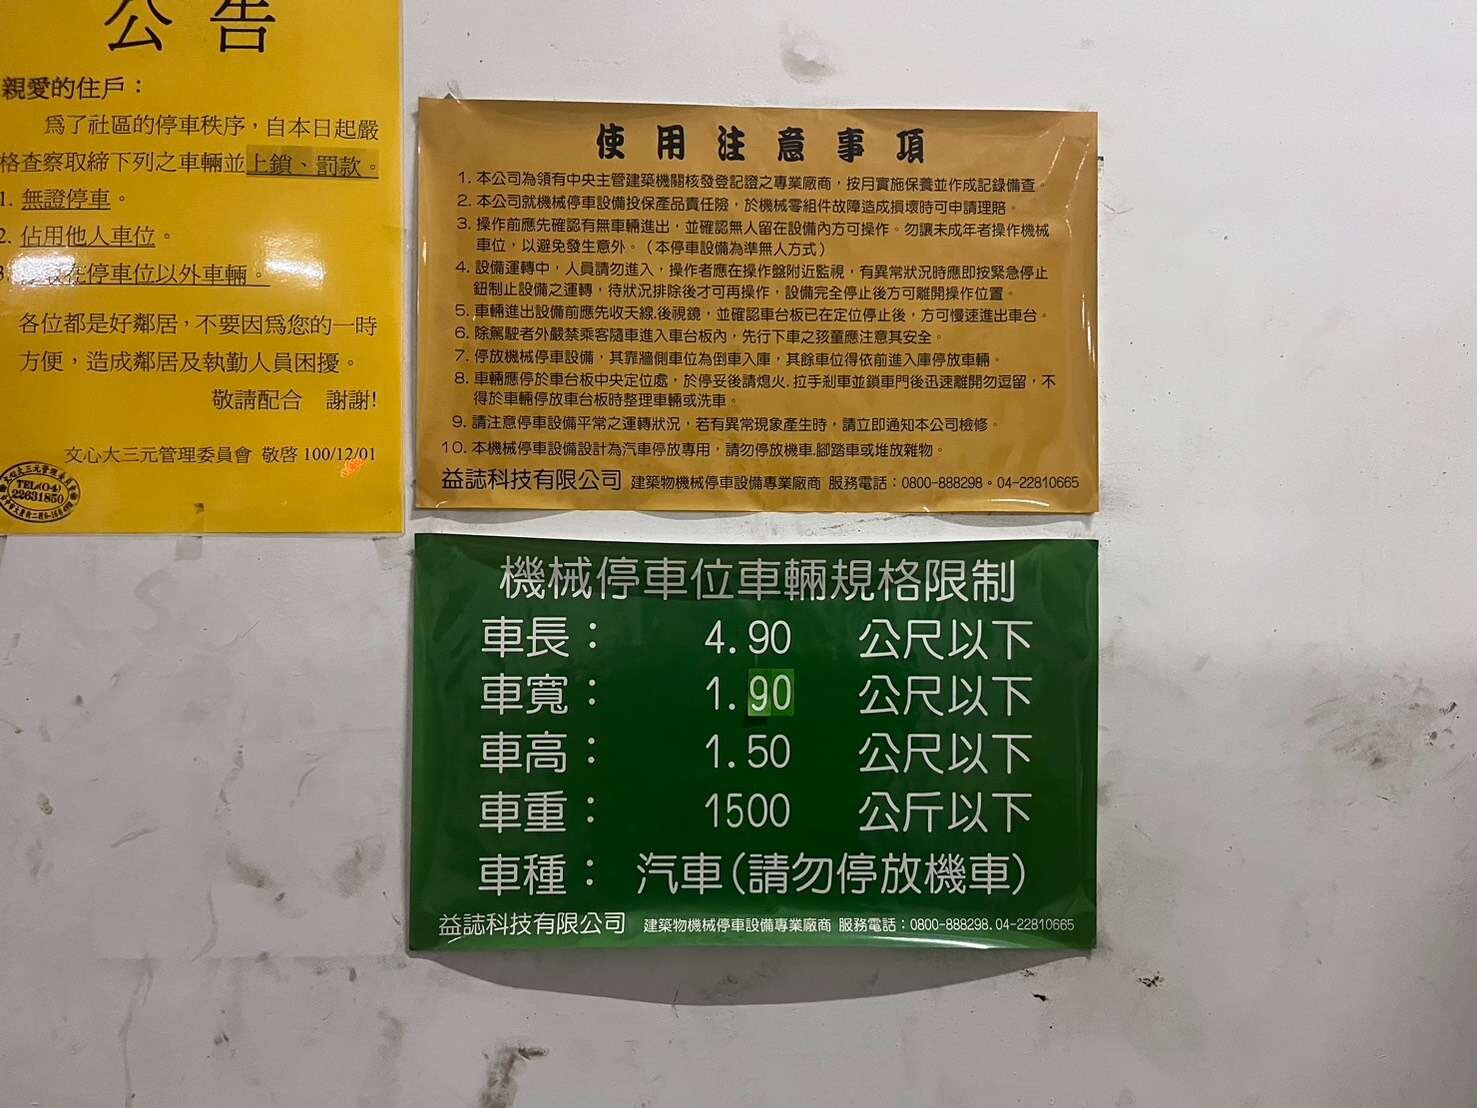 公告
親愛的住戶：
為了社區的停車秩序，自本日起嚴
格查察取締下列之車輛並上鎖、罰款。
1. 無證停車。
2. 佔用他人車位。
在停車位以外車輛。
各位都是好鄰居，不要因為您的一時
方便，造成鄰居及執勤人員困擾。
敬請配合 謝謝!
文心大三元管理委員會 敬啓 100/12/01
文心大三元管理委員會
TEL(04)
22631850
使用注意事項
1. 本公司為領有中央主管建築機關核發登記證之專業廠商，按月實施保養並作成記錄備查。
2. 本公司就機械停車設備投保產品責任險，於機械零組件故障造成損壞時可申請理賠。
3. 操作前應先確認有無車輛進出，並確認無人留在設備內方可操作。勿讓未成年者操作機械
車位，以避免發生意外。（本停車設備為準無人方式）
4. 設備運轉中，人員請勿進入，操作者應在操作盤附近監視，有異常狀況時應即按緊急停止
鈕制止設備之運轉，待狀況排除後才可再操作，設備完全停止後方可離開操作位置。
5. 車輛進出設備前應先收天線.後視鏡，並確認車台板已在定位停止後，方可慢速進出車台。
6. 除駕駛者外嚴禁乘客隨車進入車台板內，先行下車之孩童應注意其安全。
7. 停放機械停車設備，其靠牆側車位為倒車入庫，其餘車位得依前進入庫停放車輛。
8. 車輛應停於車台板中央定位處，於停妥後請熄火.拉手剎車並鎖車門後迅速離開勿逗留，不
得於車輛停放車台板時整理車輛或洗車。
9. 請注意停車設備平常之運轉狀況，若有異常現象產生時，請立即通知本公司檢修。
10. 本機械停車設備設計為汽車停放專用，請勿停放機車.腳踏車或堆放雜物。
益誌科技有限公司 建築物機械停車設備專業廠商 服務電話：0800-888298。04-22810665
機械停車位車輛規格限制
車長： 4.90 公尺以下
車寬： 1.90 公尺以下
車高： 1.50 公尺以下
車重： 1500 公斤以下
車種： 汽車(請勿停放機車)
益誌科技有限公司 建築物機械停車設備專業廠商 服務電話：0800-888298.04-22810665